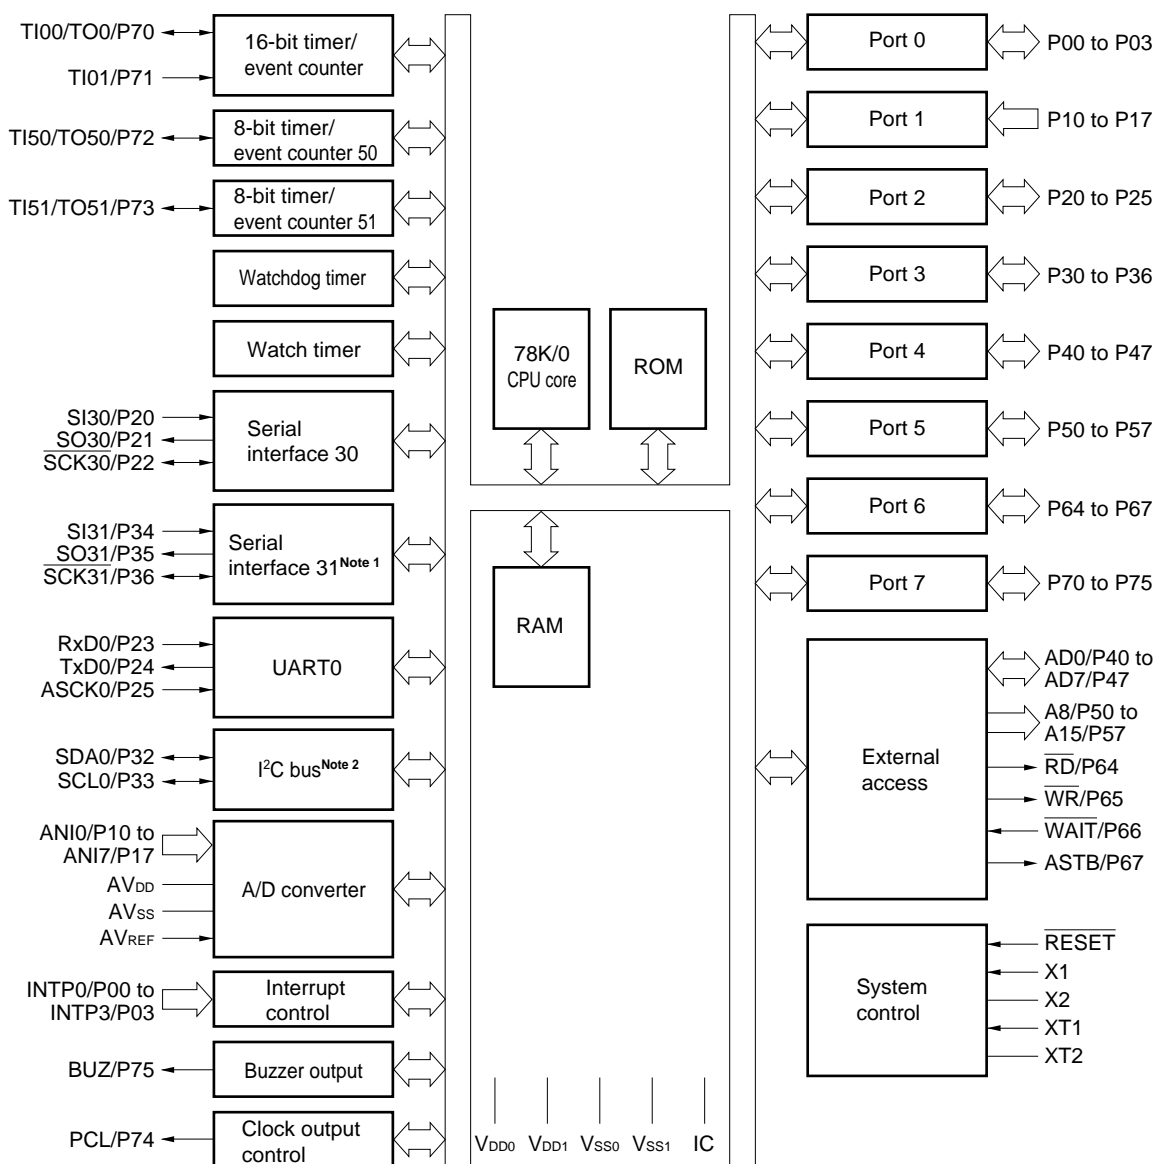 TI00/TO0/P70
TI01/P71
16-bit timer/
event counter
TI50/TO50/P72
8-bit timer/
event counter 50
TI51/TO51/P73
8-bit timer/
event counter 51
Watchdog timer
Watch timer
SI30/P20
SO30/P21
SCK30/P22
Serial
interface 30
SI31/P34
SO31/P35
SCK31/P36
Serial
interface 31Note 1
RxD0/P23
TxD0/P24
ASCK0/P25
UART0
SDA0/P32
SCL0/P33
I2C busNote 2
ANI0/P10 to
ANI7/P17
AVDD
AVSS
AVREF
A/D converter
INTP0/P00 to
INTP3/P03
Interrupt
control
BUZ/P75
Buzzer output
PCL/P74
Clock output
control
78K/0
CPU core
ROM
RAM
VDD0 VDD1 VSS0 VSS1 IC
Port 0
P00 to P03
Port 1
P10 to P17
Port 2
P20 to P25
Port 3
P30 to P36
Port 4
P40 to P47
Port 5
P50 to P57
Port 6
P64 to P67
Port 7
P70 to P75
External
access
AD0/P40 to
AD7/P47
A8/P50 to
A15/P57
RD/P64
WR/P65
WAIT/P66
ASTB/P67
System
control
RESET
X1
X2
XT1
XT2